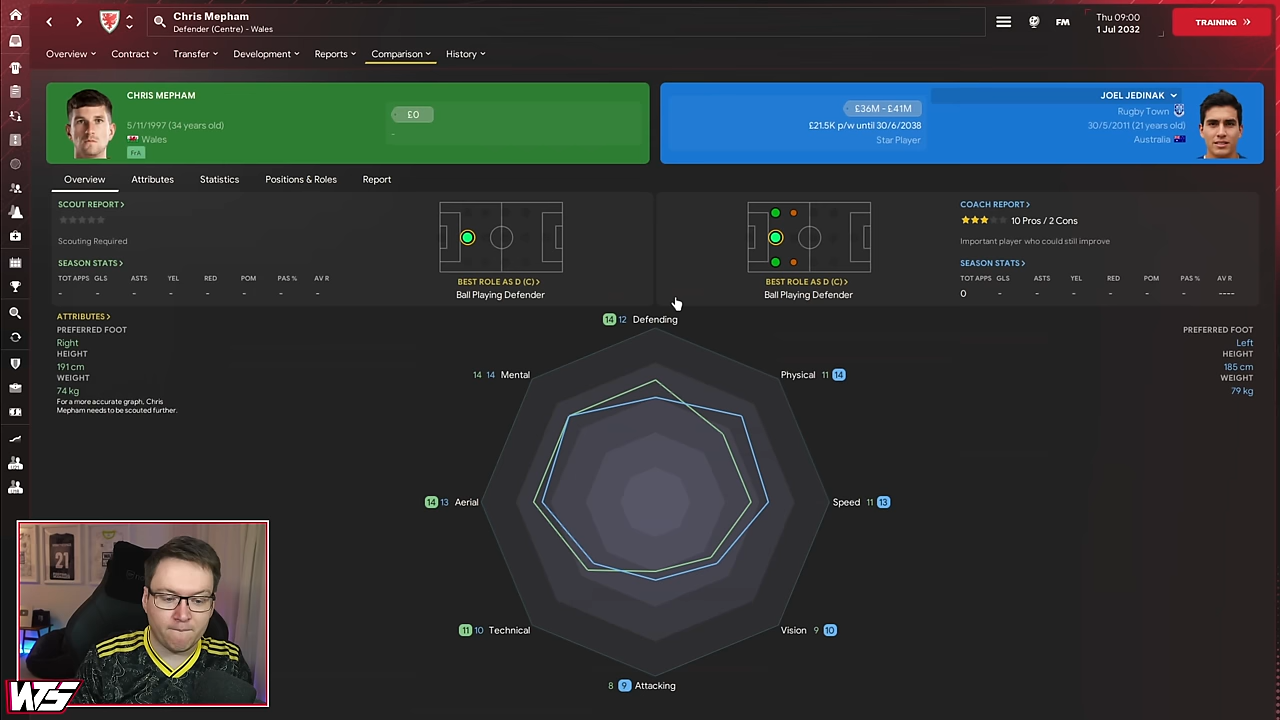 Chris Mepham
Defender (Centre) - Wales
FM
Thu 09:00
1 Jul 2032
TRAINING
Overview
Contract
Transfer
Development
Reports
Comparison
History
CHRIS MEPHAM
5/11/1997 (34 years old)
Wales
FrA
£0
-
£36M - £41M
£21.5K p/w until 30/6/2038
Star Player
JOEL JEDINAK
Rugby Town
30/5/2011 (21 years old)
Australia
Overview
Attributes
Statistics
Positions & Roles
Report
SCOUT REPORT
Scouting Required
SEASON STATS
TOT APPS GLS ASTS YEL RED POM PAS % AV R
- - - - - - - -
BEST ROLE AS D (C)
Ball Playing Defender
BEST ROLE AS D (C)
Ball Playing Defender
COACH REPORT
10 Pros / 2 Cons
Important player who could still improve
SEASON STATS
TOT APPS GLS ASTS YEL RED POM PAS % AV R
0 - - - - - - ----
ATTRIBUTES
PREFERRED FOOT
Right
HEIGHT
191 cm
WEIGHT
74 kg
For a more accurate graph, Chris
Mepham needs to be scouted further.
14 12 Defending
14 14 Mental
Physical 11 14
14 13 Aerial
Speed 11 13
11 10 Technical
Vision 9 10
8 9 Attacking
PREFERRED FOOT
Left
HEIGHT
185 cm
WEIGHT
79 kg
21
WTS